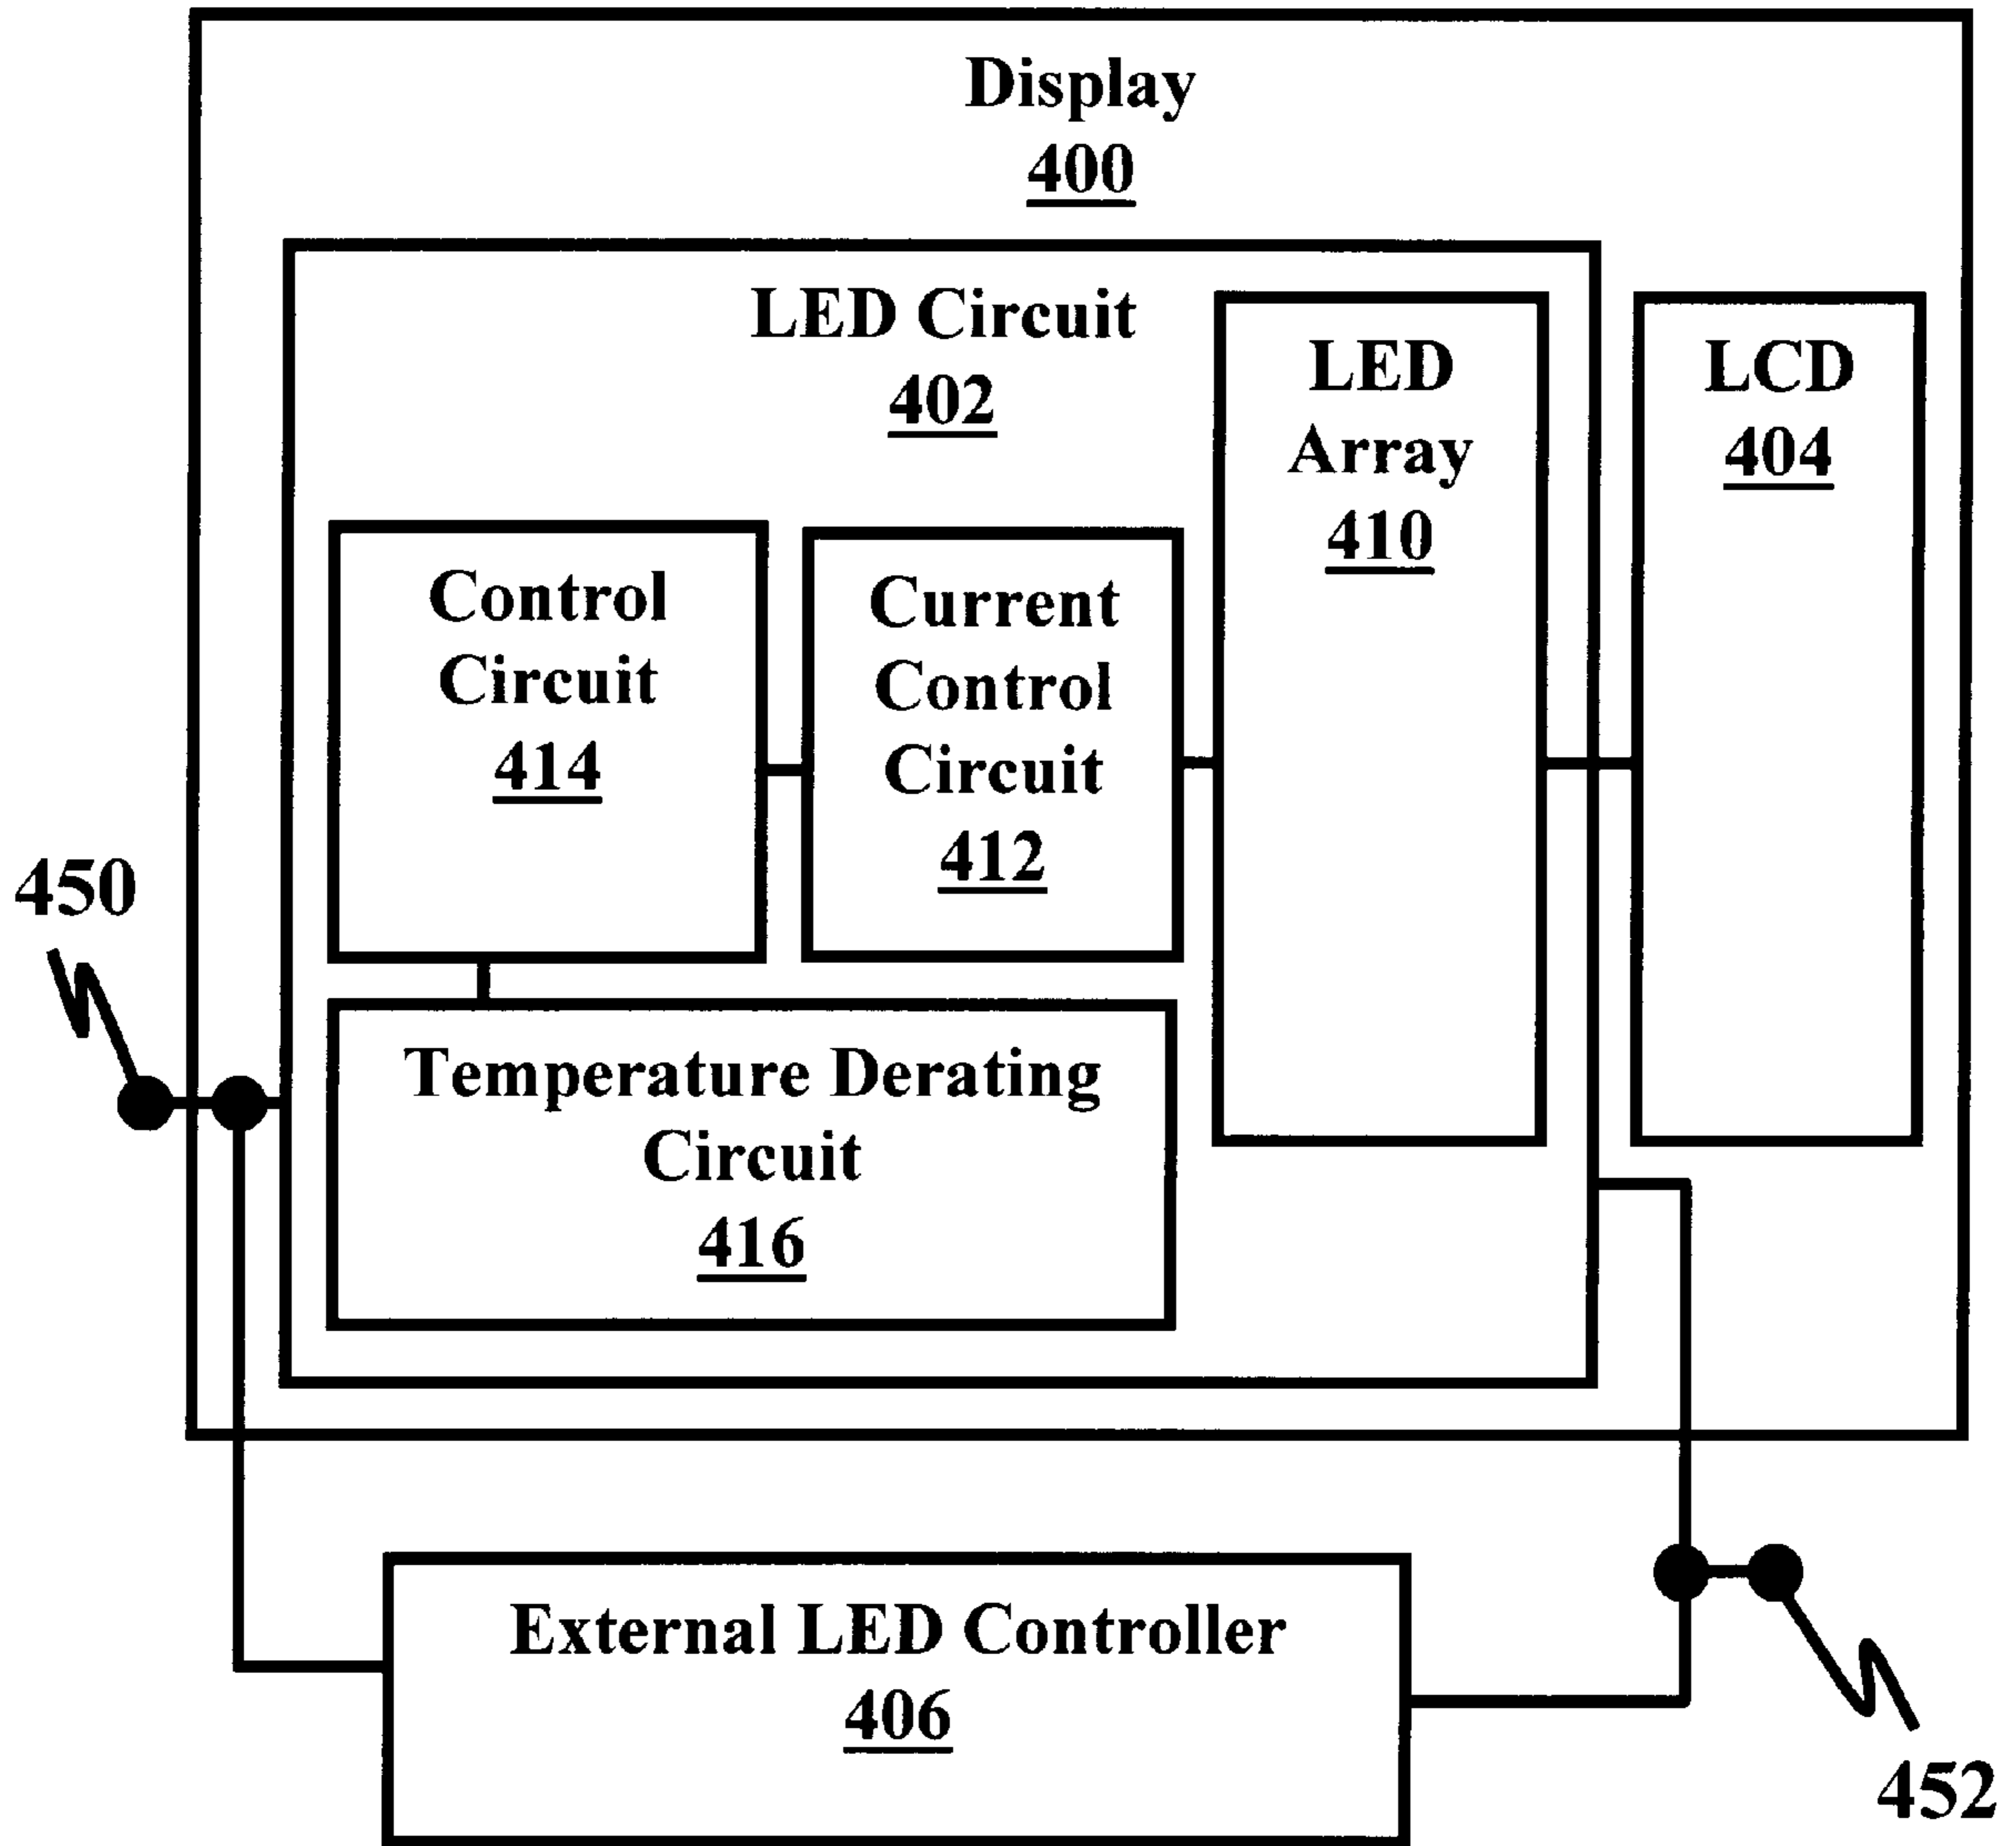 Display
400
LED Circuit
402
LED
Array
410
LCD
404
Control
Circuit
414
Current
Control
Circuit
412
450
Temperature Derating
Circuit
416
External LED Controller
406
452